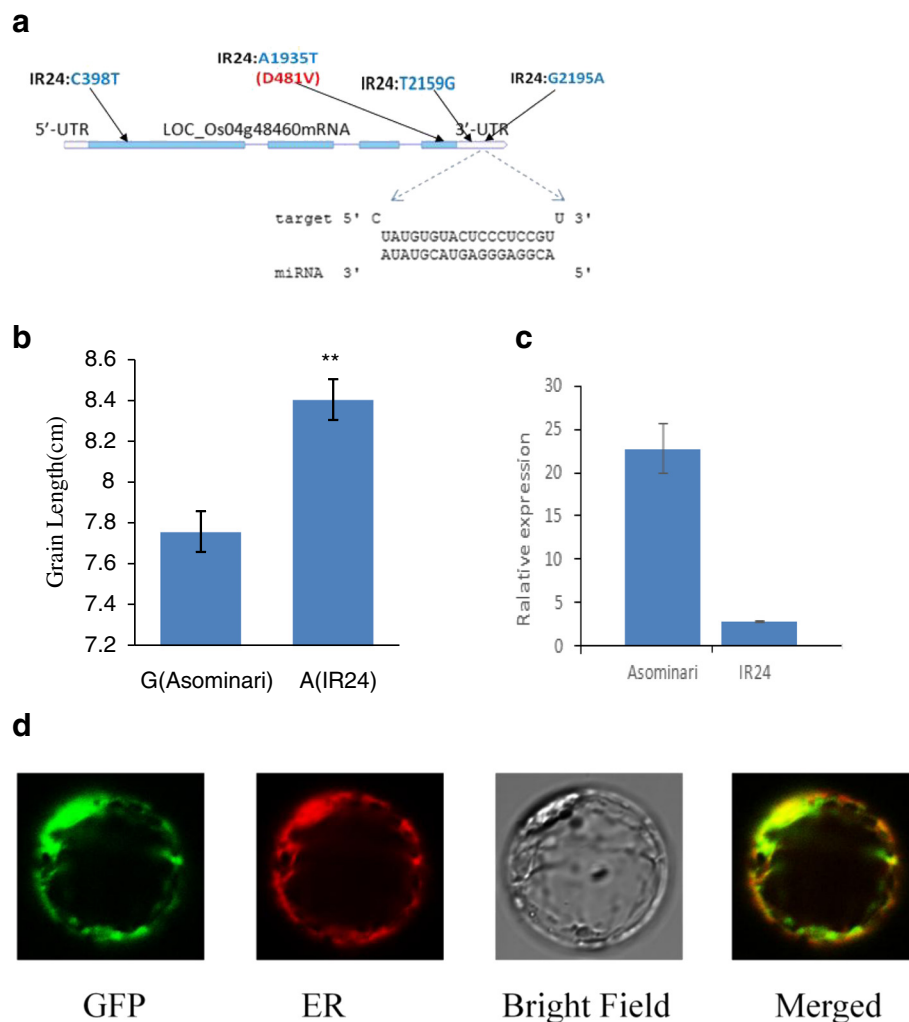 a
IR24:A1935T
(D481V)
IR24:C398T
IR24:T2159G
IR24:G2195A
5'-UTR LOC_Os04g48460mRNA 3'-UTR
target 5' C U 3'
UAUGUGUACUCCCUCCGU
AUAUGCAUGAGGGAGGCA
miRNA 3' 5'
b
Grain Length(cm)
8.6
8.4
8.2
8
7.8
7.6
7.4
7.2
**
G(Asominari) A(IR24)
c
Ralative expression
30
25
20
15
10
5
0
Asominari IR24
d
GFP ER Bright Field Merged